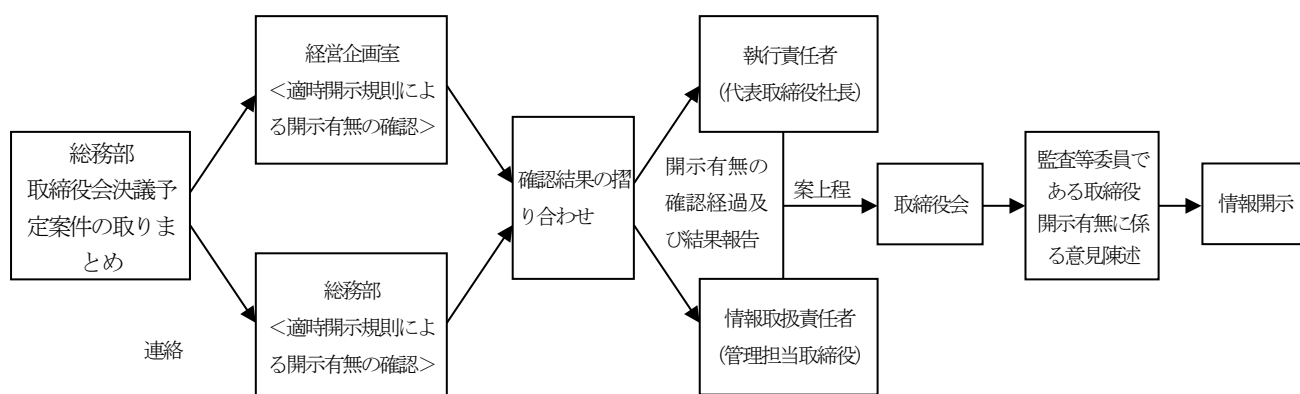 総務部
取締役会決議予
定案件の取りま
とめ
連絡
経営企画室
＜適時開示規則によ
る開示有無の確認＞
総務部
＜適時開示規則によ
る開示有無の確認＞
確認結果の摺
り合わせ
執行責任者
（代表取締役社長）
開示有無の
確認経過及
び結果報告
情報取扱責任者
（管理担当取締役）
案上程
取締役会
監査等委員で
ある取締役
開示有無に係
る意見陳述
情報開示